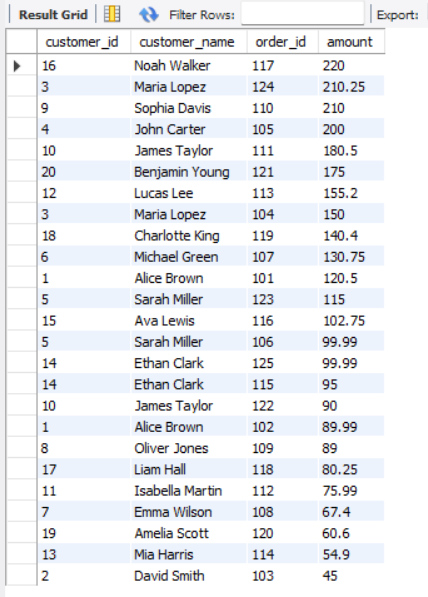 Result Grid Filter Rows: Export:
customer_id customer_name order_id amount
16 Noah Walker 117 220
3 Maria Lopez 124 210.25
9 Sophia Davis 110 210
4 John Carter 105 200
10 James Taylor 111 180.5
20 Benjamin Young 121 175
12 Lucas Lee 113 155.2
3 Maria Lopez 104 150
18 Charlotte King 119 140.4
6 Michael Green 107 130.75
1 Alice Brown 101 120.5
5 Sarah Miller 123 115
15 Ava Lewis 116 102.75
5 Sarah Miller 106 99.99
14 Ethan Clark 125 99.99
14 Ethan Clark 115 95
10 James Taylor 122 90
1 Alice Brown 102 89.99
8 Oliver Jones 109 89
17 Liam Hall 118 80.25
11 Isabella Martin 112 75.99
7 Emma Wilson 108 67.4
19 Amelia Scott 120 60.6
13 Mia Harris 114 54.9
2 David Smith 103 45